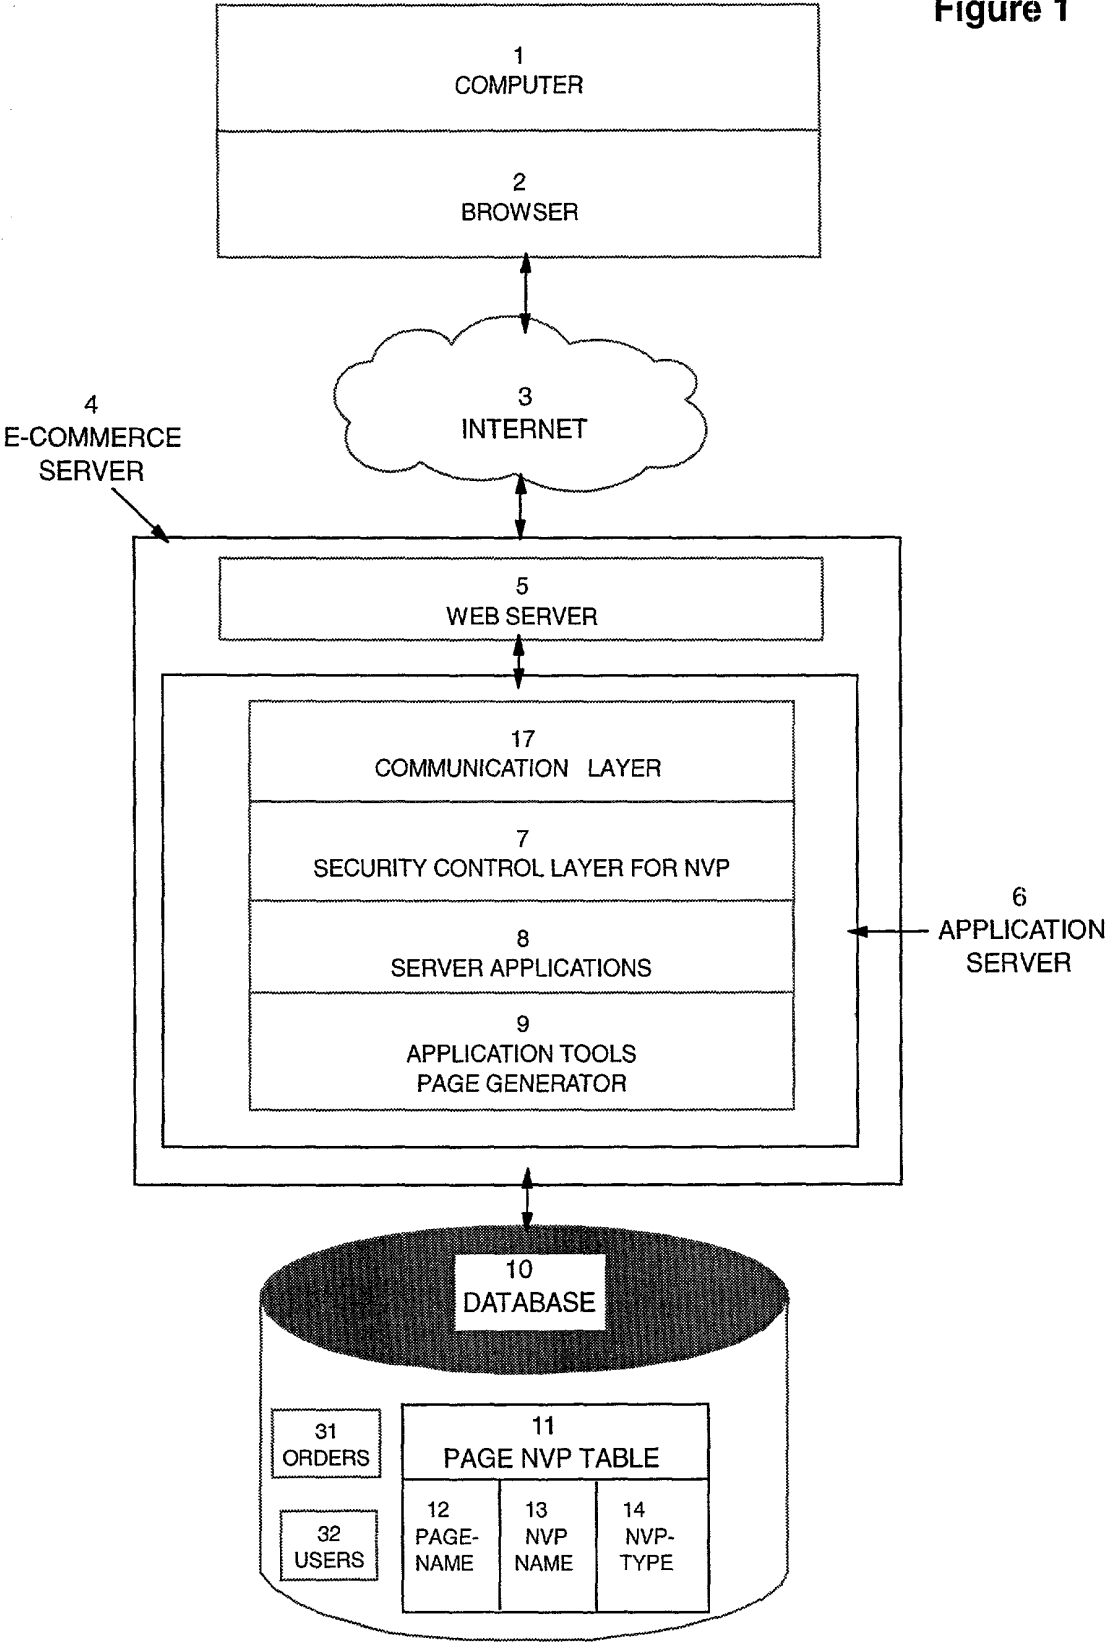 Figure 1
1
COMPUTER
2
BROWSER
3
INTERNET
4
E-COMMERCE
SERVER
5
WEB SERVER
17
COMMUNICATION LAYER
7
SECURITY CONTROL LAYER FOR NVP
6
APPLICATION
SERVER
8
SERVER APPLICATIONS
9
APPLICATION TOOLS
PAGE GENERATOR
10
DATABASE
31
ORDERS
11
PAGE NVP TABLE
12
PAGE-
NAME
13
NVP
NAME
14
NVP-
TYPE
32
USERS